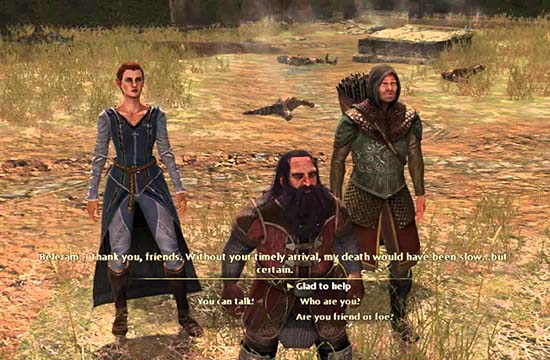 Beleram: I Thank you, friends. Without your timely arrival, my death would have been slow...but
certain.
Glad to help
You can talk!
Who are you?
Are you friend or foe?